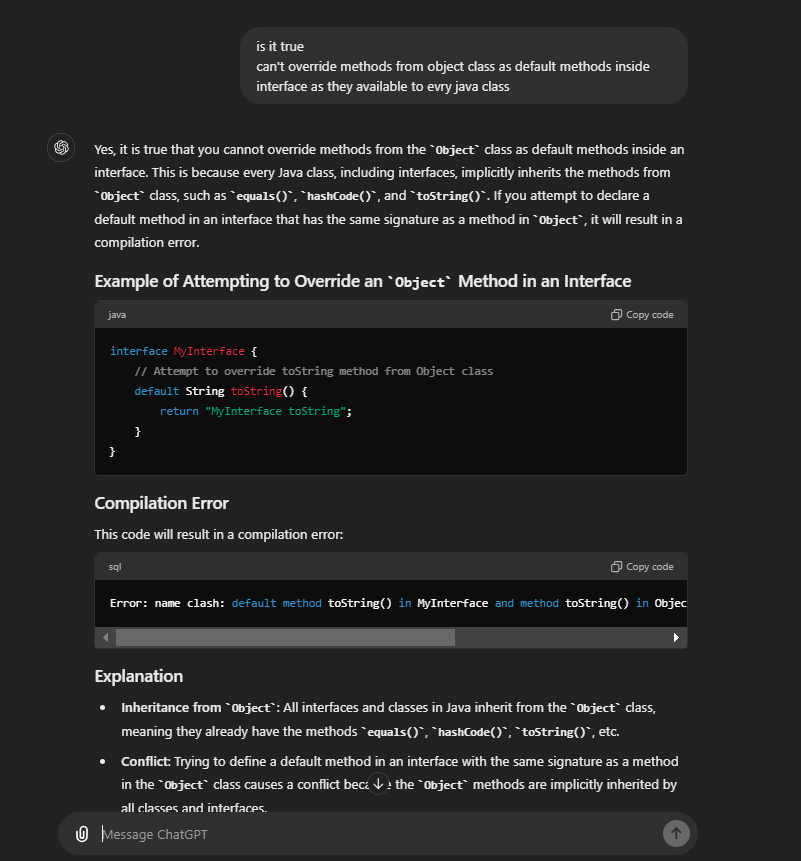 is it true
can't override methods from object class as default methods inside
interface as they available to evry java class
Yes, it is true that you cannot override methods from the `Object` class as default methods inside an
interface. This is because every Java class, including interfaces, implicitly inherits the methods from
`Object` class, such as `equals()`, `hashCode()`, and `toString()`. If you attempt to declare a
default method in an interface that has the same signature as a method in `Object`, it will result in a
compilation error.
Example of Attempting to Override an `Object` Method in an Interface
java Copy code
interface MyInterface {
// Attempt to override toString method from Object class
default String toString() {
return "MyInterface toString";
}
}
Compilation Error
This code will result in a compilation error:
sql Copy code
Error: name clash: default method toString() in MyInterface and method toString() in Objec
Explanation
• Inheritance from `Object`: All interfaces and classes in Java inherit from the `Object` class,
meaning they already have the methods `equals()`, `hashCode()`, `toString()`, etc.
• Conflict: Trying to define a default method in an interface with the same signature as a method
in the `Object` class causes a conflict the `Object` methods are implicitly inherited by
all classes and interfaces.
Message ChatGPT